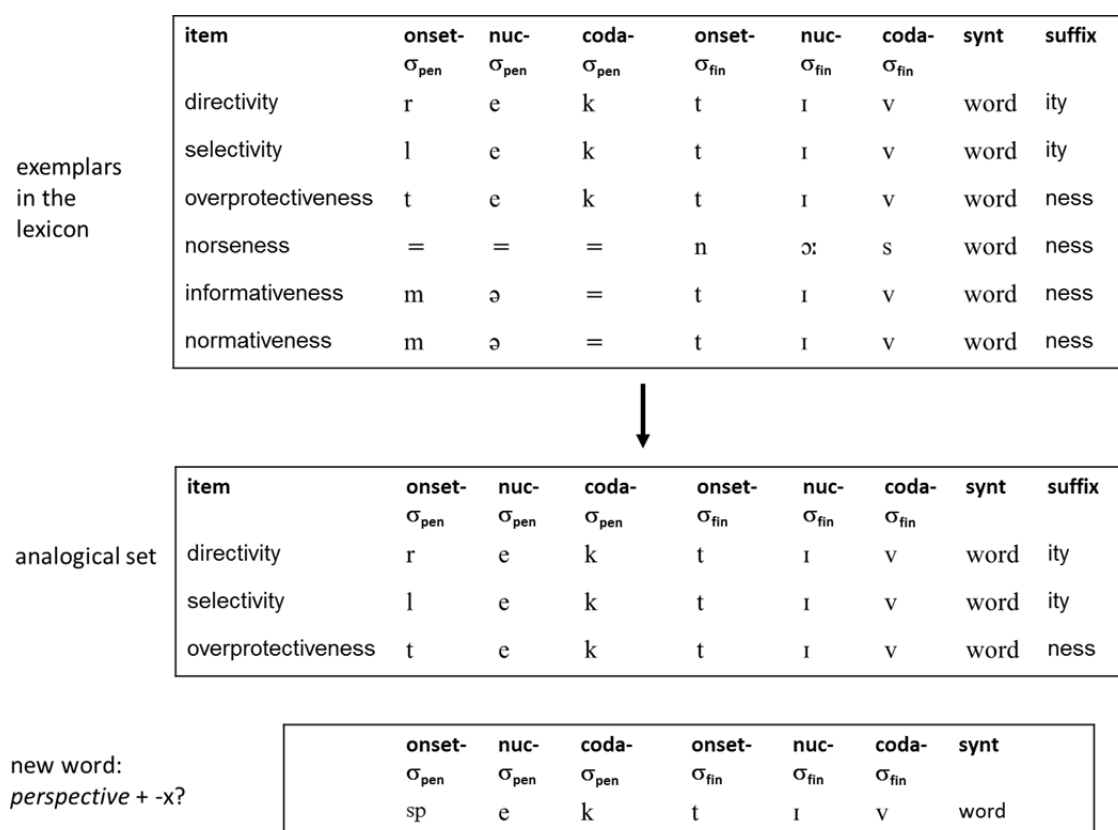 item onset- nuc- coda- onset- nuc- coda- synt suffix
σpen σpen σpen σfin σfin σfin
directivity r e k t ɪ v word ity
selectivity l e k t ɪ v word ity
overprotectiveness t e k t ɪ v word ness
norseness = = = n ɔː s word ness
informativeness m ə = t ɪ v word ness
normativeness m ə = t ɪ v word ness
exemplars
in the
lexicon
item onset- nuc- coda- onset- nuc- coda- synt suffix
σpen σpen σpen σfin σfin σfin
directivity r e k t ɪ v word ity
selectivity l e k t ɪ v word ity
overprotectiveness t e k t ɪ v word ness
analogical set
onset- nuc- coda- onset- nuc- coda- synt
σpen σpen σpen σfin σfin σfin
sp e k t ɪ v word
new word:
perspective + -x?